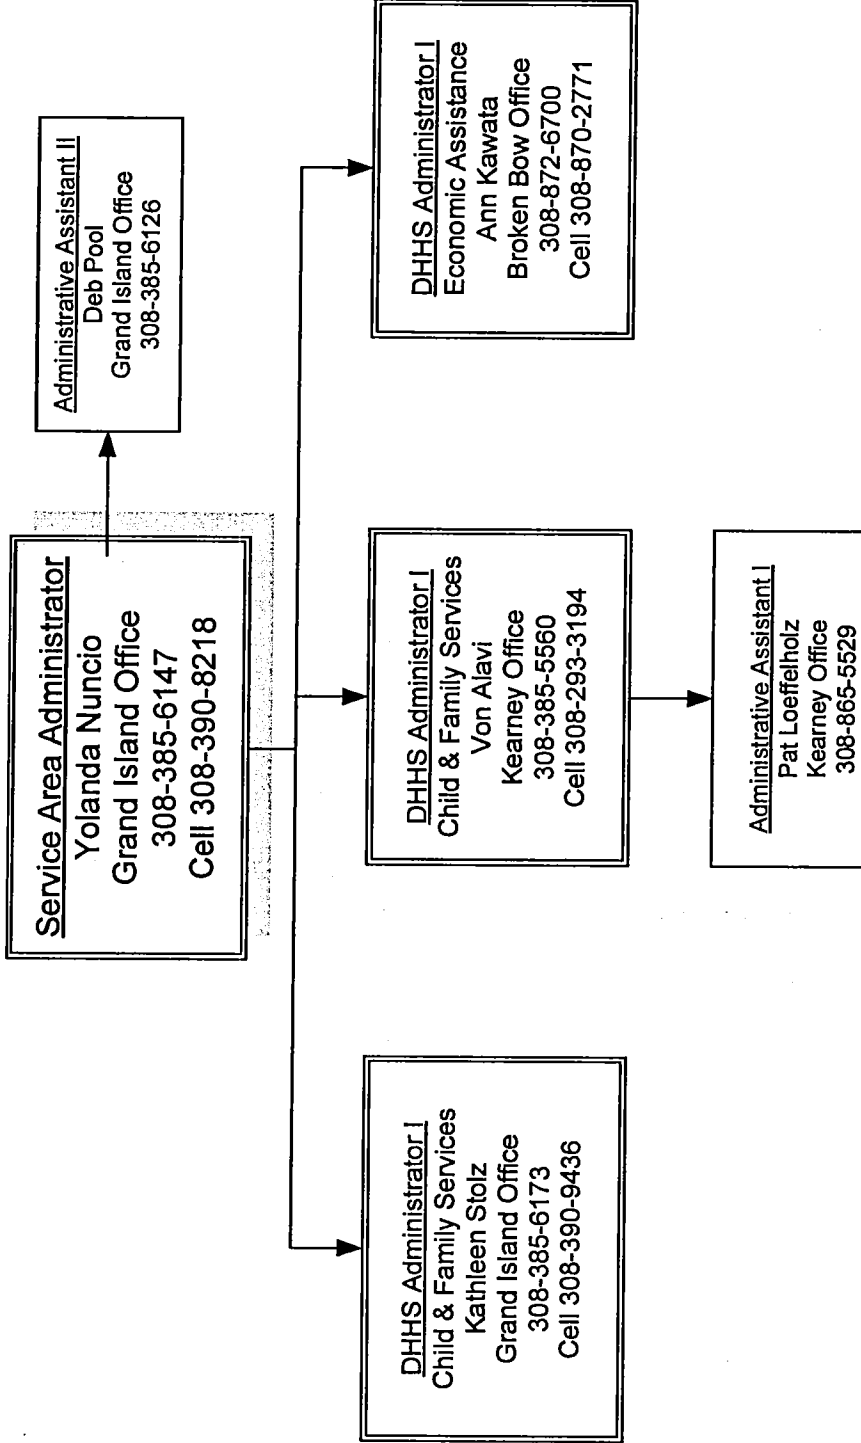 Service Area Administrator
Yolanda Nuncio
Grand Island Office
308-385-6147
Cell 308-390-8218
Administrative Assistant II
Deb Pool
Grand Island Office
308-385-6126
DHHS Administrator I
Child & Family Services
Kathleen Stolz
Grand Island Office
308-385-6173
Cell 308-390-9436
DHHS Administrator I
Child & Family Services
Von Alavi
Kearney Office
308-385-5560
Cell 308-293-3194
DHHS Administrator I
Economic Assistance
Ann Kawata
Broken Bow Office
308-872-6700
Cell 308-870-2771
Administrative Assistant I
Pat Loeffelholz
Kearney Office
308-865-5529